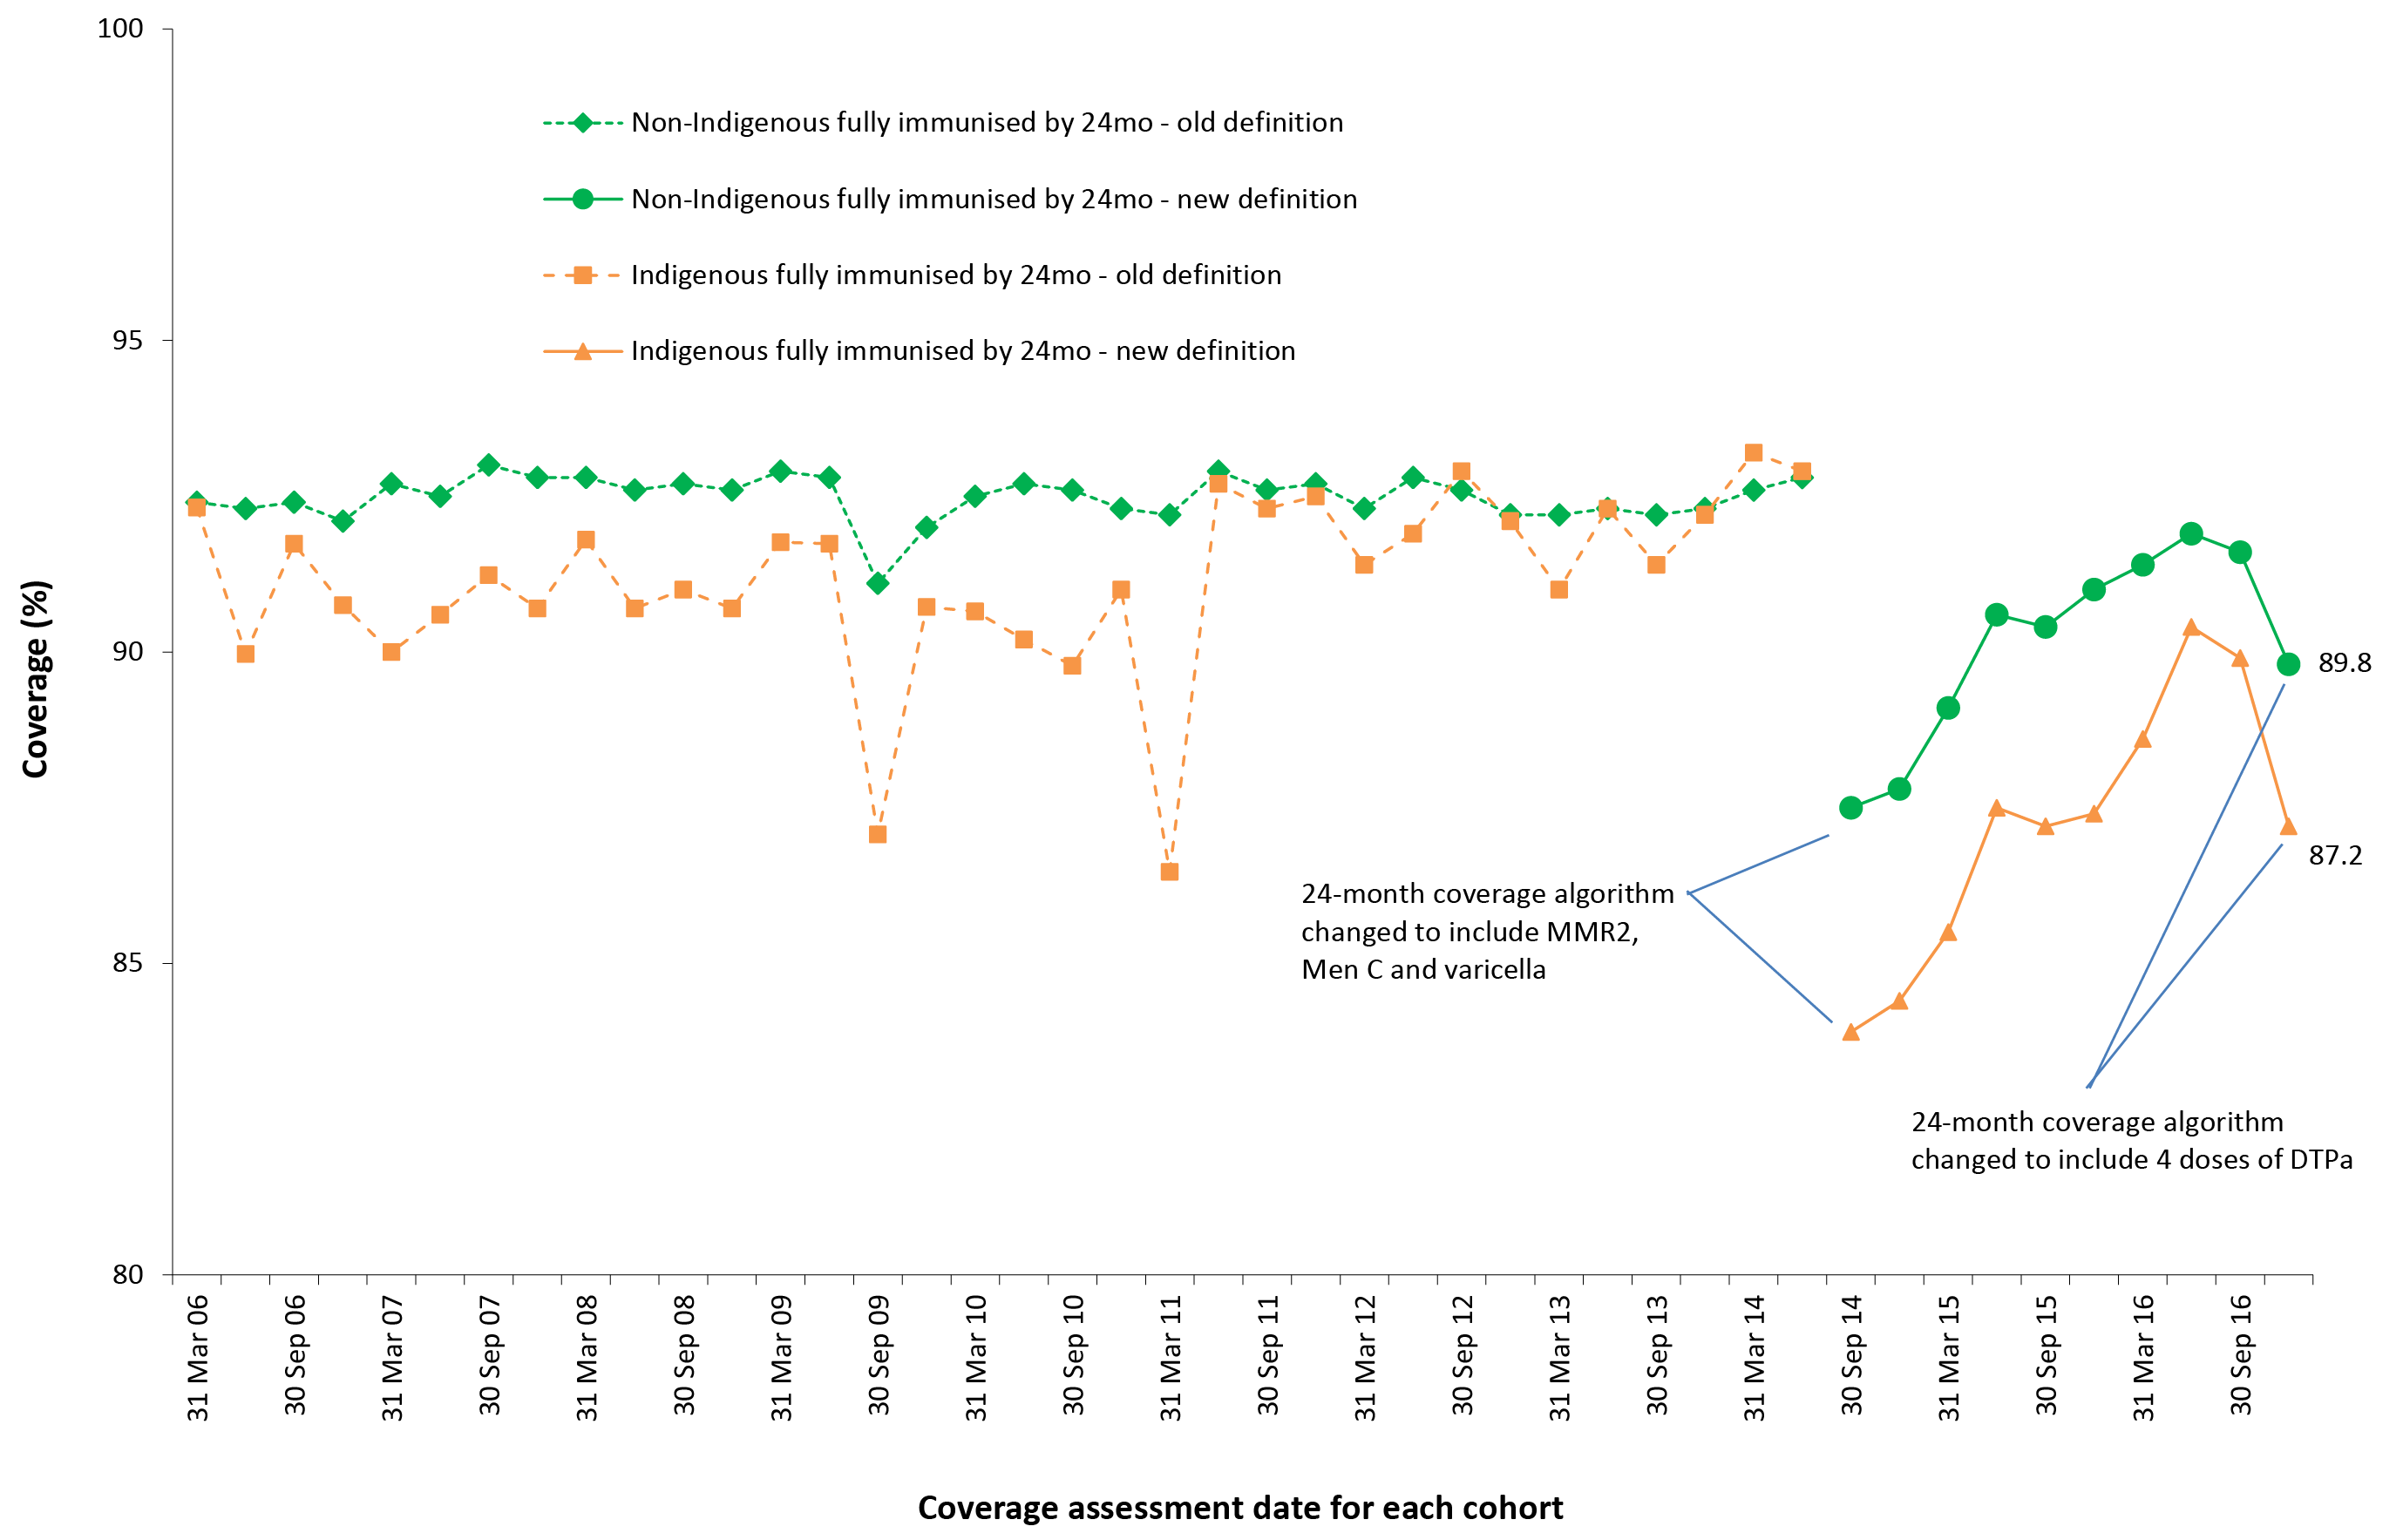 100
95
90
85
80
Coverage (%)
Non-Indigenous fully immunised by 24mo - old definition
Non-Indigenous fully immunised by 24mo - new definition
Indigenous fully immunised by 24mo - old definition
Indigenous fully immunised by 24mo - new definition
89.8
87.2
24-month coverage algorithm
changed to include MMR2,
Men C and varicella
24-month coverage algorithm
changed to include 4 doses of DTPa
31 Mar 06
30 Sep 06
31 Mar 07
30 Sep 07
31 Mar 08
30 Sep 08
31 Mar 09
30 Sep 09
31 Mar 10
30 Sep 10
31 Mar 11
30 Sep 11
31 Mar 12
30 Sep 12
31 Mar 13
30 Sep 13
31 Mar 14
30 Sep 14
31 Mar 15
30 Sep 15
31 Mar 16
30 Sep 16
Coverage assessment date for each cohort